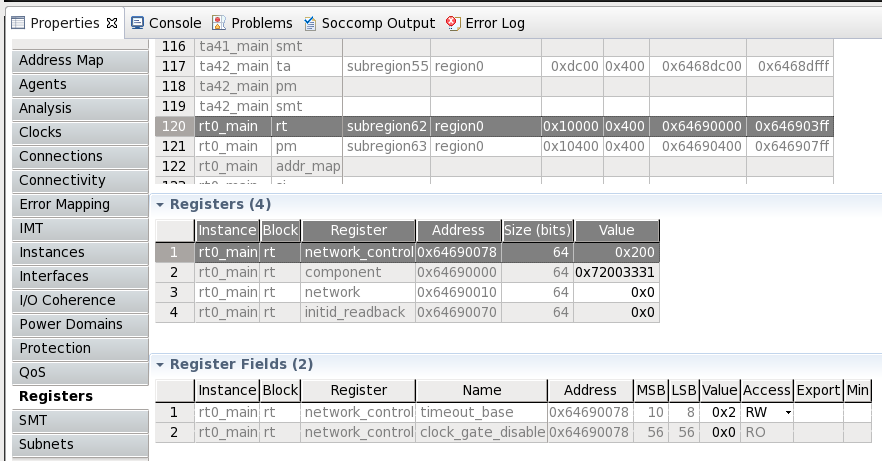 Properties Console Problems Soccomp Output Error Log
Address Map
Agents
Analysis
Clocks
Connections
Connectivity
Error Mapping
IMT
Instances
Interfaces
I/O Coherence
Power Domains
Protection
QoS
Registers
SMT
Subnets
116 ta41_main smt
117 ta42_main ta subregion55 region0 0xdc00 0x400 0x6468dc00 0x6468dfff
118 ta42_main pm
119 ta42_main smt
120 rt0_main rt subregion62 region0 0x10000 0x400 0x64690000 0x646903ff
121 rt0_main pm subregion63 region0 0x10400 0x400 0x64690400 0x646907ff
122 rt0_main addr_map
Registers (4)
Instance Block Register Address Size (bits) Value
1 rt0_main rt network_control 0x64690078 64 0x200
2 rt0_main rt component 0x64690000 64 0x72003331
3 rt0_main rt network 0x64690010 64 0x0
4 rt0_main rt initid_readback 0x64690070 64 0x0
Register Fields (2)
Instance Block Register Name Address MSB LSB Value Access Export Min
1 rt0_main rt network_control timeout_base 0x64690078 10 8 0x2 RW
2 rt0_main rt network_control clock_gate_disable 0x64690078 56 56 0x0 RO